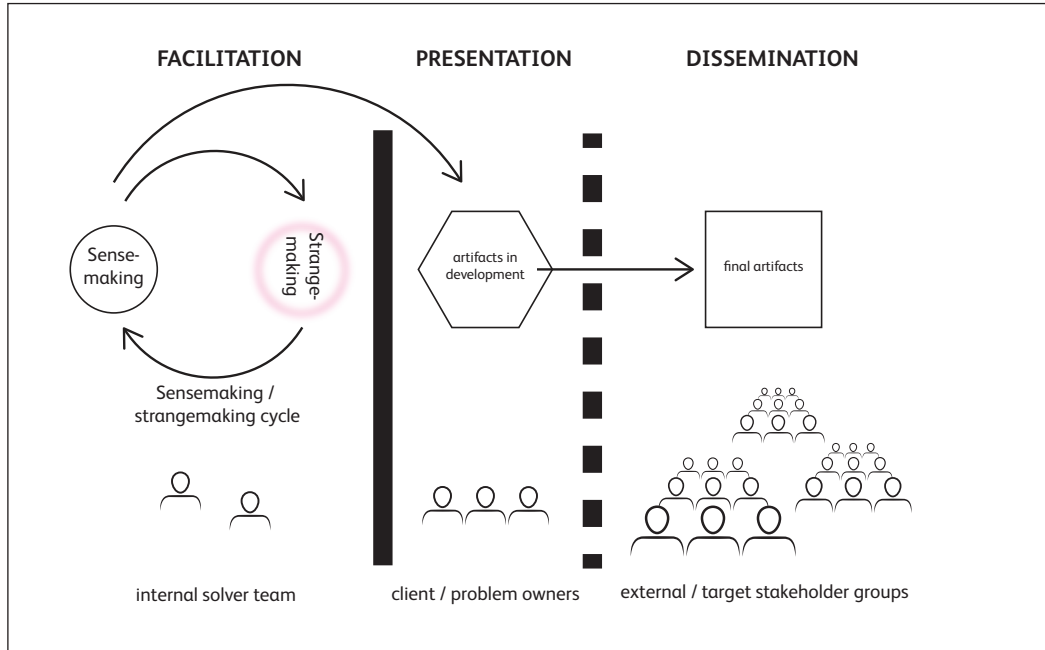 FACILITATION
PRESENTATION
DISSEMINATION
Sense-
making
Strange-
making
artifacts in
development
final artifacts
Sensemaking /
strangemaking cycle
internal solver team
client / problem owners
external / target stakeholder groups